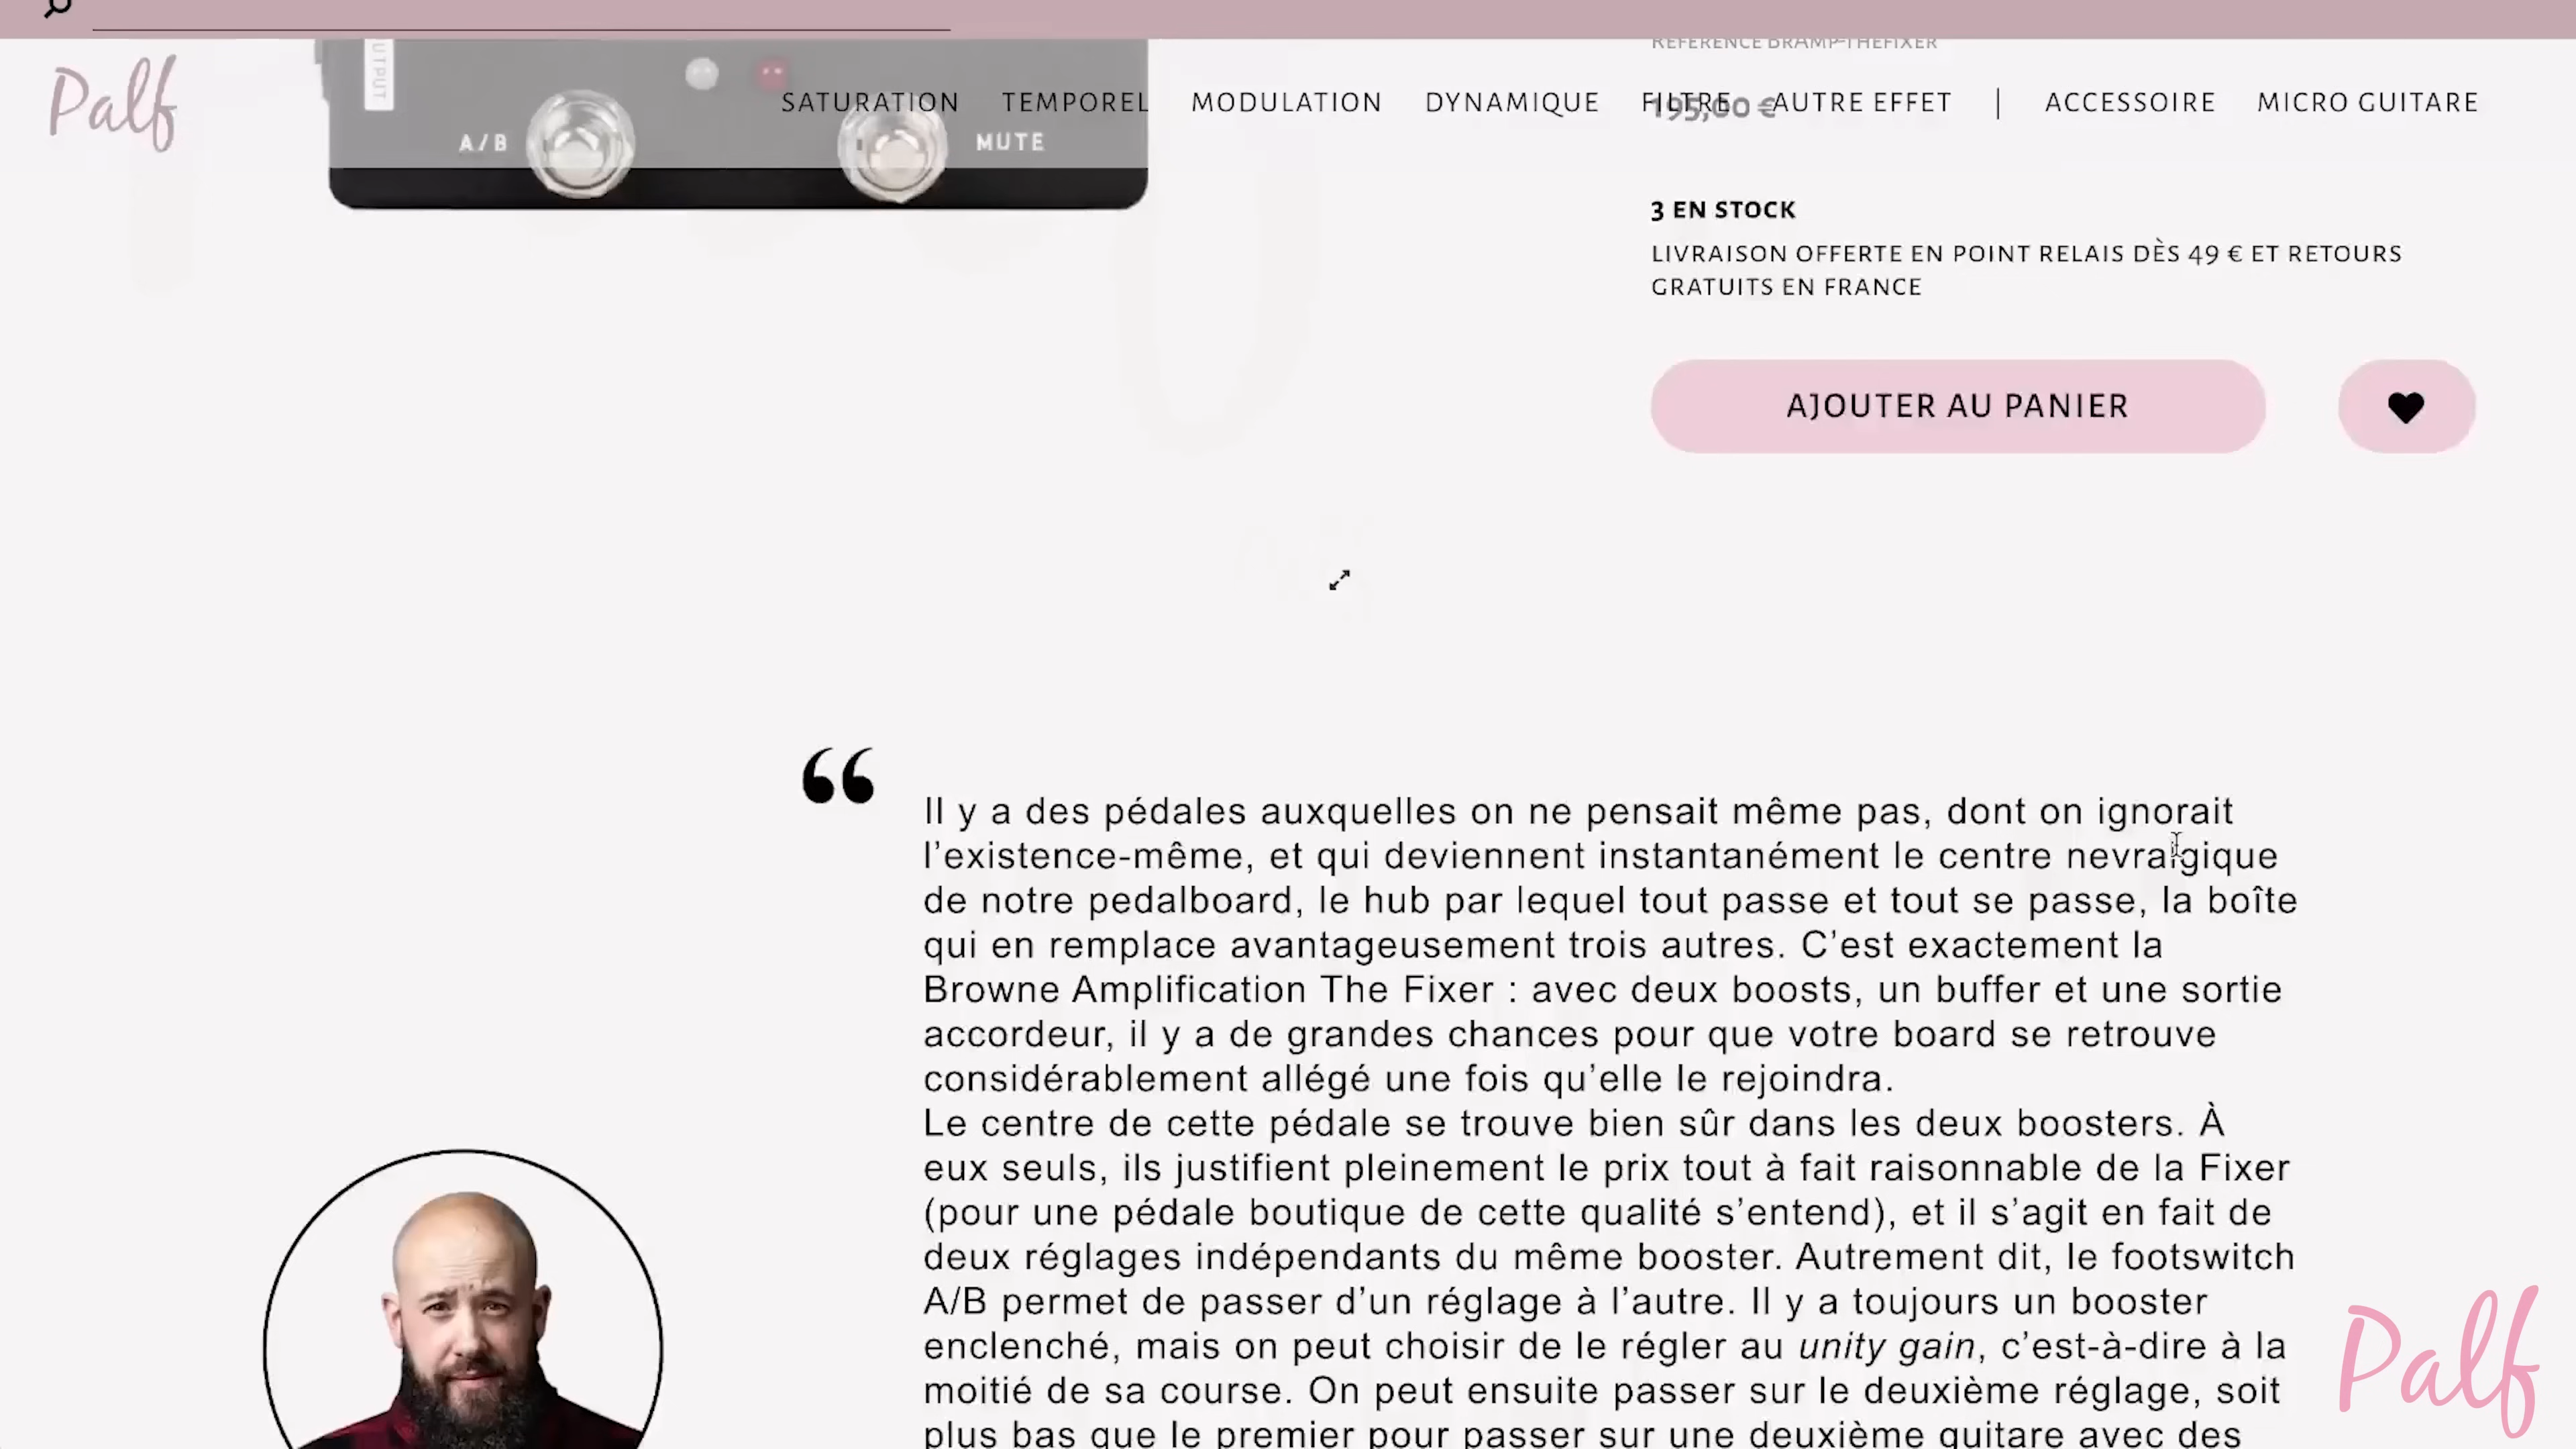 RÉFÉRENCE BRAMP-THEFIXER
Palf
SATURATION TEMPOREL MODULATION DYNAMIQUE FILTRE AUTRE EFFET | ACCESSOIRE MICRO GUITARE
195,00 €
A/B
MUTE
3 EN STOCK
LIVRAISON OFFERTE EN POINT RELAIS DÈS 49 € ET RETOURS
GRATUITS EN FRANCE
AJOUTER AU PANIER
“
Il y a des pédales auxquelles on ne pensait même pas, dont on ignorait
l’existence-même, et qui deviennent instantanément le centre nevralgique
de notre pedalboard, le hub par lequel tout passe et tout se passe, la boîte
qui en remplace avantageusement trois autres. C’est exactement la
Browne Amplification The Fixer : avec deux boosts, un buffer et une sortie
accordeur, il y a de grandes chances pour que votre board se retrouve
considérablement allégé une fois qu’elle le rejoindra.
Le centre de cette pédale se trouve bien sûr dans les deux boosters. À
eux seuls, ils justifient pleinement le prix tout à fait raisonnable de la Fixer
(pour une pédale boutique de cette qualité s’entend), et il s’agit en fait de
deux réglages indépendants du même booster. Autrement dit, le footswitch
A/B permet de passer d’un réglage à l’autre. Il y a toujours un booster
enclenché, mais on peut choisir de le régler au unity gain, c’est-à-dire à la
moitié de sa course. On peut ensuite passer sur le deuxième réglage, soit
plus bas que le premier pour passer sur une deuxième guitare avec des
Palf